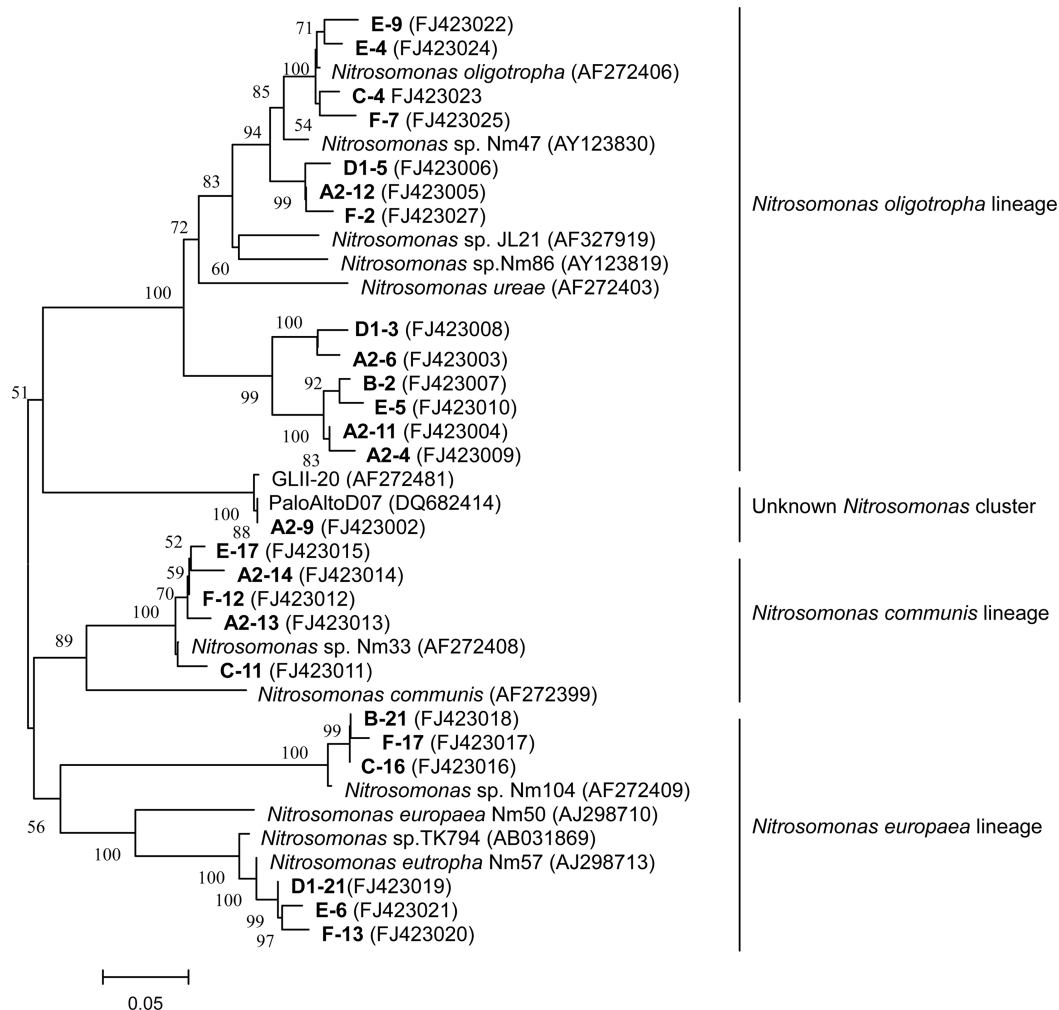 71
E-9 (FJ423022)
E-4 (FJ423024)
100
Nitrosomonas oligotropha (AF272406)
85
C-4 FJ423023
F-7 (FJ423025)
54
94
Nitrosomonas sp. Nm47 (AY123830)
D1-5 (FJ423006)
83
A2-12 (FJ423005)
99
F-2 (FJ423027)
Nitrosomonas oligotropha lineage
72
Nitrosomonas sp. JL21 (AF327919)
Nitrosomonas sp.Nm86 (AY123819)
60
Nitrosomonas ureae (AF272403)
100
100
D1-3 (FJ423008)
A2-6 (FJ423003)
92
B-2 (FJ423007)
51
99
E-5 (FJ423010)
A2-11 (FJ423004)
100
A2-4 (FJ423009)
83
GLII-20 (AF272481)
PaloAltoD07 (DQ682414)
Unknown Nitrosomonas cluster
100
A2-9 (FJ423002)
88
52
E-17 (FJ423015)
59
A2-14 (FJ423014)
70
F-12 (FJ423012)
100
Nitrosomonas communis lineage
A2-13 (FJ423013)
89
Nitrosomonas sp. Nm33 (AF272408)
C-11 (FJ423011)
Nitrosomonas communis (AF272399)
B-21 (FJ423018)
99
F-17 (FJ423017)
100
C-16 (FJ423016)
Nitrosomonas sp. Nm104 (AF272409)
Nitrosomonas europaea Nm50 (AJ298710)
56
Nitrosomonas europaea lineage
Nitrosomonas sp.TK794 (AB031869)
100
Nitrosomonas eutropha Nm57 (AJ298713)
100
D1-21(FJ423019)
100
E-6 (FJ423021)
99
F-13 (FJ423020)
97
0.05